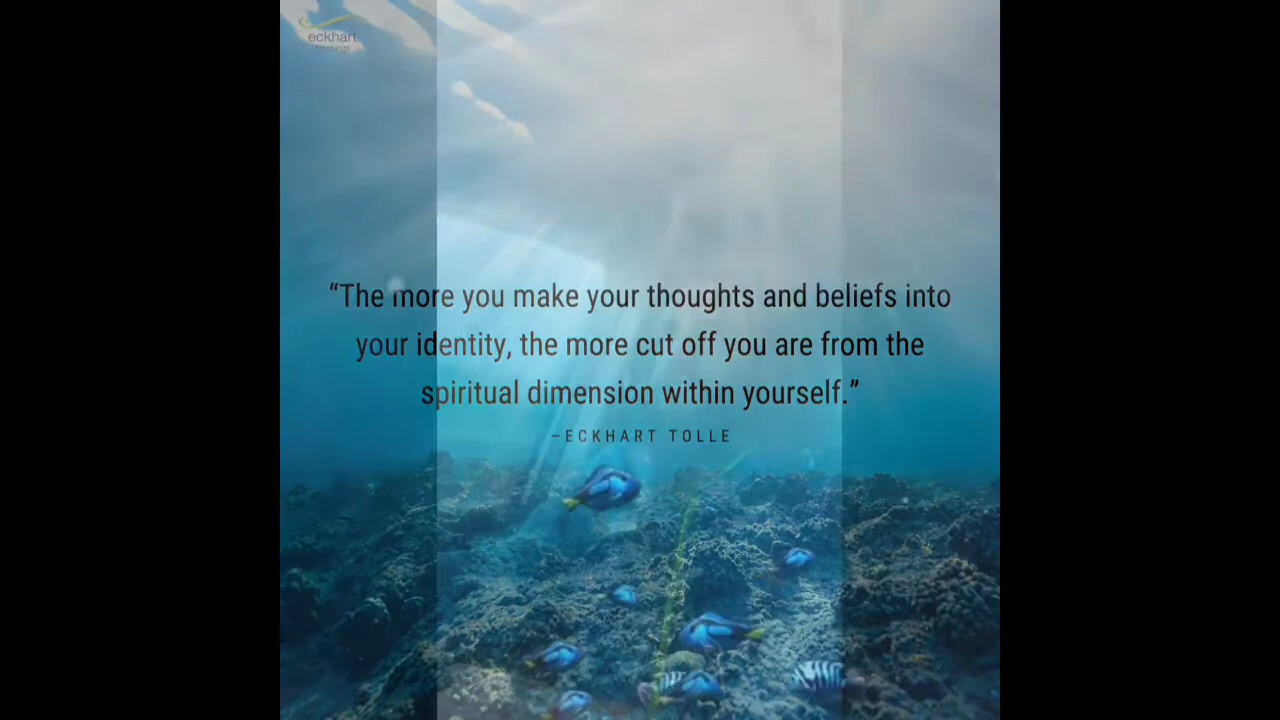 eckhart
teachings
“The more you make your thoughts and beliefs into
your identity, the more cut off you are from the
spiritual dimension within yourself.”
–ECKHART TOLLE